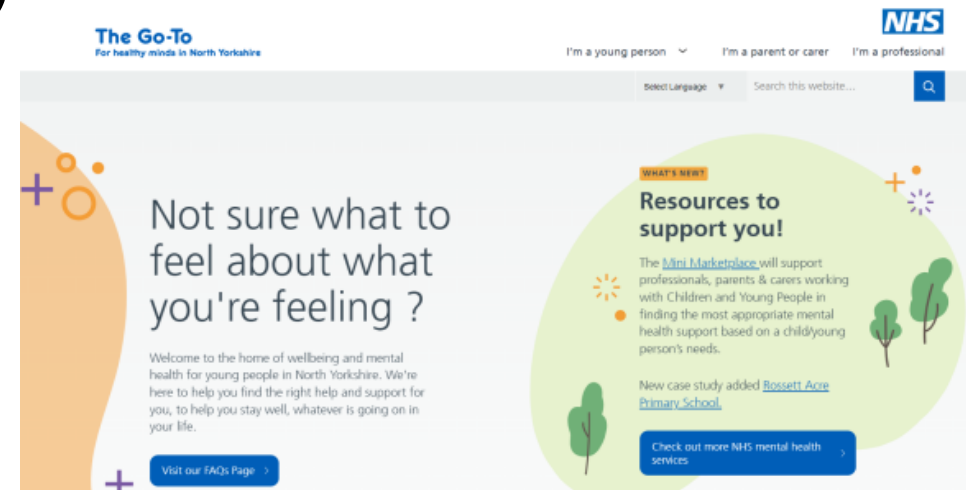 The Go-To
For healthy minds in North Yorkshire
NHS
I'm a young person
I'm a parent or carer
I'm a professional
Select Language
Search this website...
Not sure what to
feel about what
you're feeling ?
Welcome to the home of wellbeing and mental
health for young people in North Yorkshire. We're
here to help you find the right help and support for
you, to help you stay well, whatever is going on in
your life.
Visit our FAQs Page
WHAT'S NEW?
Resources to
support you!
The Mini Marketplace will support
professionals, parents & carers working
with Children and Young People in
finding the most appropriate mental
health support based on a child/young
person's needs.
New case study added Rossett Acre
Primary School.
Check out more NHS mental health
services